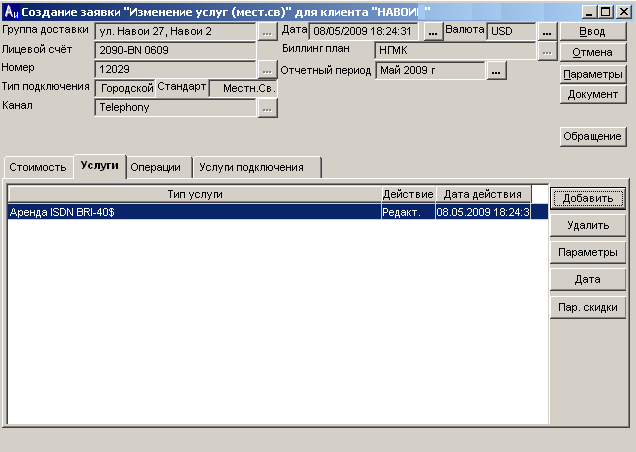 Создание заявки "Изменение услуг (мест.св)" для клиента "НАВОИ "
Группа доставки ул. Навои 27, Навои 2 ... Дата 08/05/2009 18:24:31 ... Валюта USD ... Ввод
Лицевой счёт 2090-BN 0609 Биллинг план НГМК ... Отмена
Номер 12029 ... Отчетный период Май 2009 г ... Параметры
Тип подключения Городской Стандарт Местн.Св. Документ
Канал Telephony ...
Обращение
Стоимость Услуги Операции Услуги подключения
Тип услуги Действие Дата действия Добавить
Аренда ISDN BRI-40$ Редакт. 08.05.2009 18:24:3
Удалить
Параметры
Дата
Пар. скидки